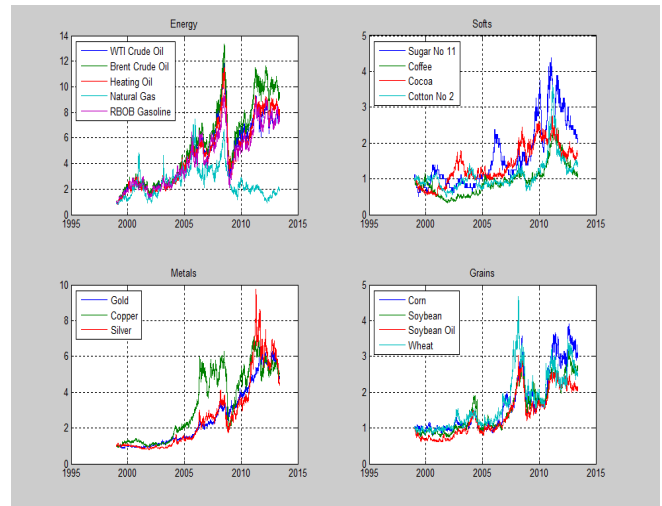 Energy
14
12
10
8
6
4
2
0
1995 2000 2005 2010 2015
WTI Crude Oil
Brent Crude Oil
Heating Oil
Natural Gas
RBOB Gasoline
Softs
5
4
3
2
1
0
1995 2000 2005 2010 2015
Sugar No 11
Coffee
Cocoa
Cotton No 2
Metals
10
8
6
4
2
0
1995 2000 2005 2010 2015
Gold
Copper
Silver
Grains
5
4
3
2
1
0
1995 2000 2005 2010 2015
Corn
Soybean
Soybean Oil
Wheat